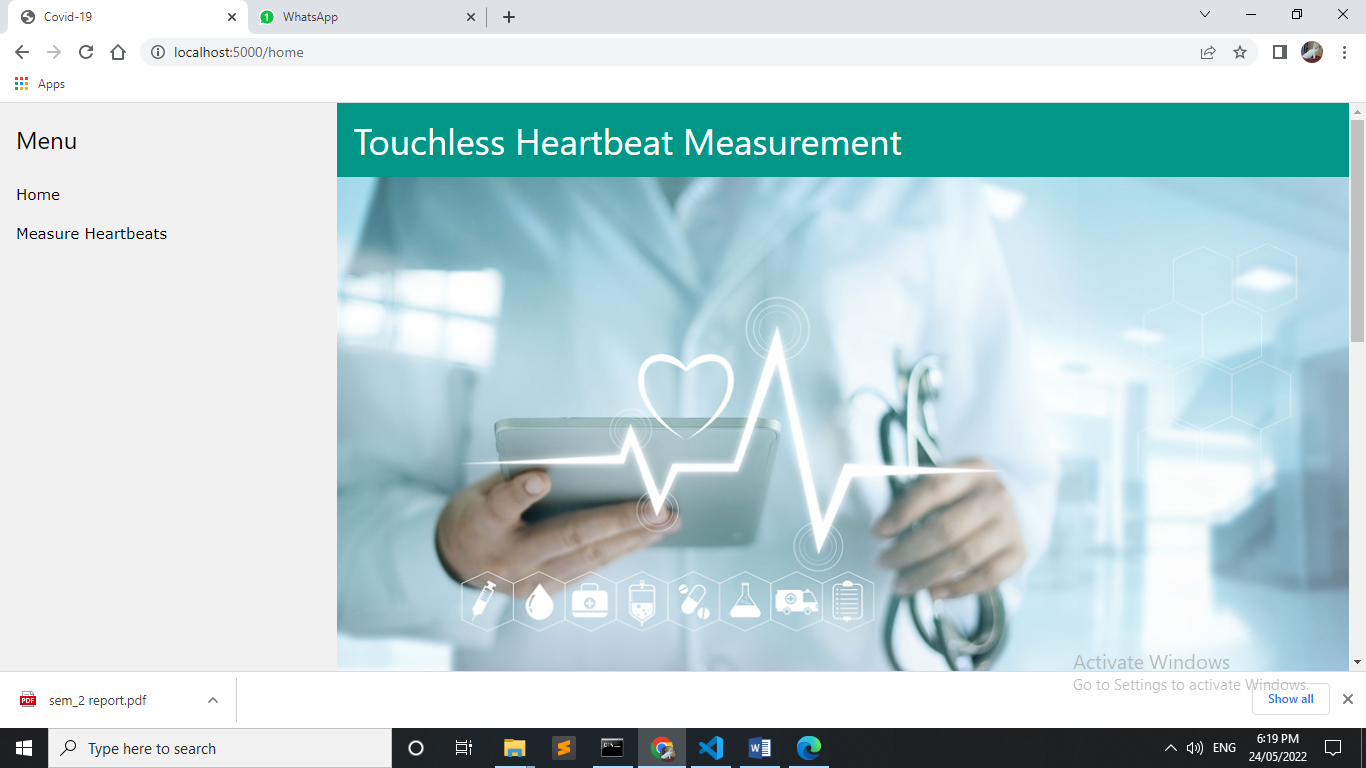 Covid-19
1
WhatsApp
localhost:5000/home
Apps
Menu
Home
Measure Heartbeats
Touchless Heartbeat Measurement
Activate Windows
Go to Settings to activate Windows.
PDF
sem_2 report.pdf
Show all
Type here to search
ENG
6:19 PM
24/05/2022